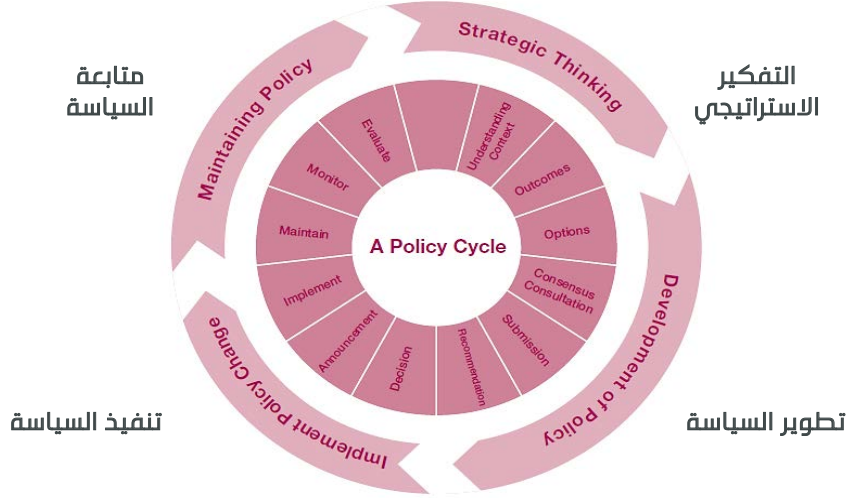 Strategic Thinking
التفكير
الاستراتيجي
Development of Policy
تطوير السياسة
Implement Policy Change
تنفيذ السياسة
Maintaining Policy
متابعة
السياسة
A Policy Cycle
Understanding
Context
Outcomes
Options
Consensus
Consultation
Submission
Recommendation
Decision
Announcement
Implement
Maintain
Monitor
Evaluate